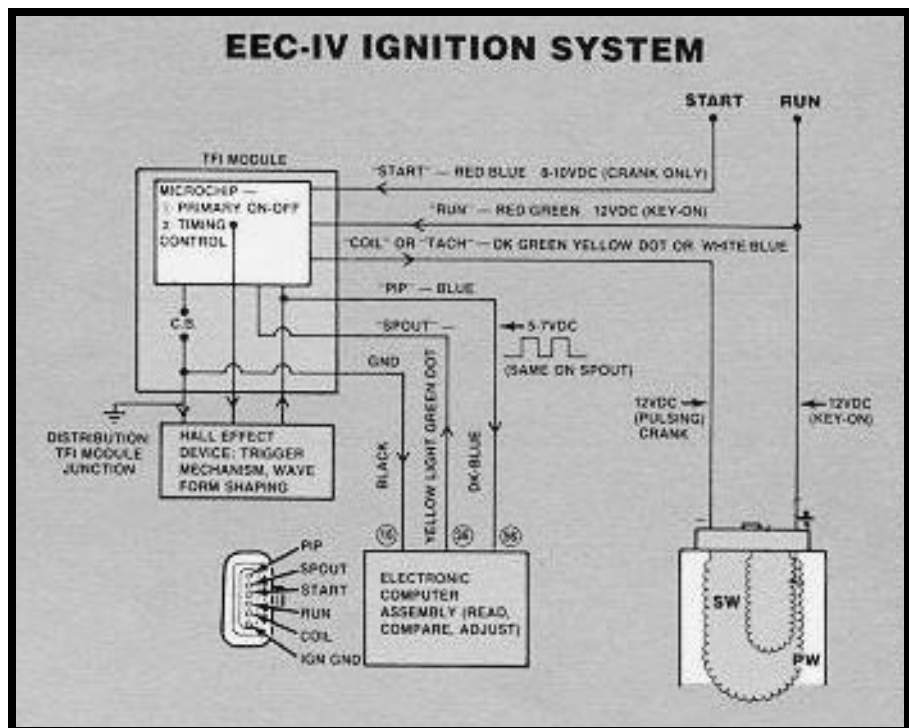 EEC-IV IGNITION SYSTEM
START RUN
TFI MODULE
"START" — RED BLUE 8-10VDC (CRANK ONLY)
MICROCHIP —
① PRIMARY ON-OFF
② TIMING
CONTROL
"RUN" — RED GREEN 12VDC (KEY-ON)
"COIL" OR "TACH" — DK GREEN YELLOW DOT OR WHITE BLUE
"PIP" — BLUE
C.B.
"SPOUT" —
5-7VDC
(SAME ON SPOUT)
GND
12VDC
(PULSING)
CRANK
12VDC
(KEY-ON)
DISTRIBUTION
TFI MODULE
JUNCTION
HALL EFFECT
DEVICE: TRIGGER
MECHANISM, WAVE
FORM SHAPING
BLACK
YELLOW LIGHT GREEN DOT
DK-BLUE
16 36 56
PIP
SPOUT
START
RUN
COIL
IGN GND
ELECTRONIC
COMPUTER
ASSEMBLY (READ,
COMPARE, ADJUST)
- +
SW
PW